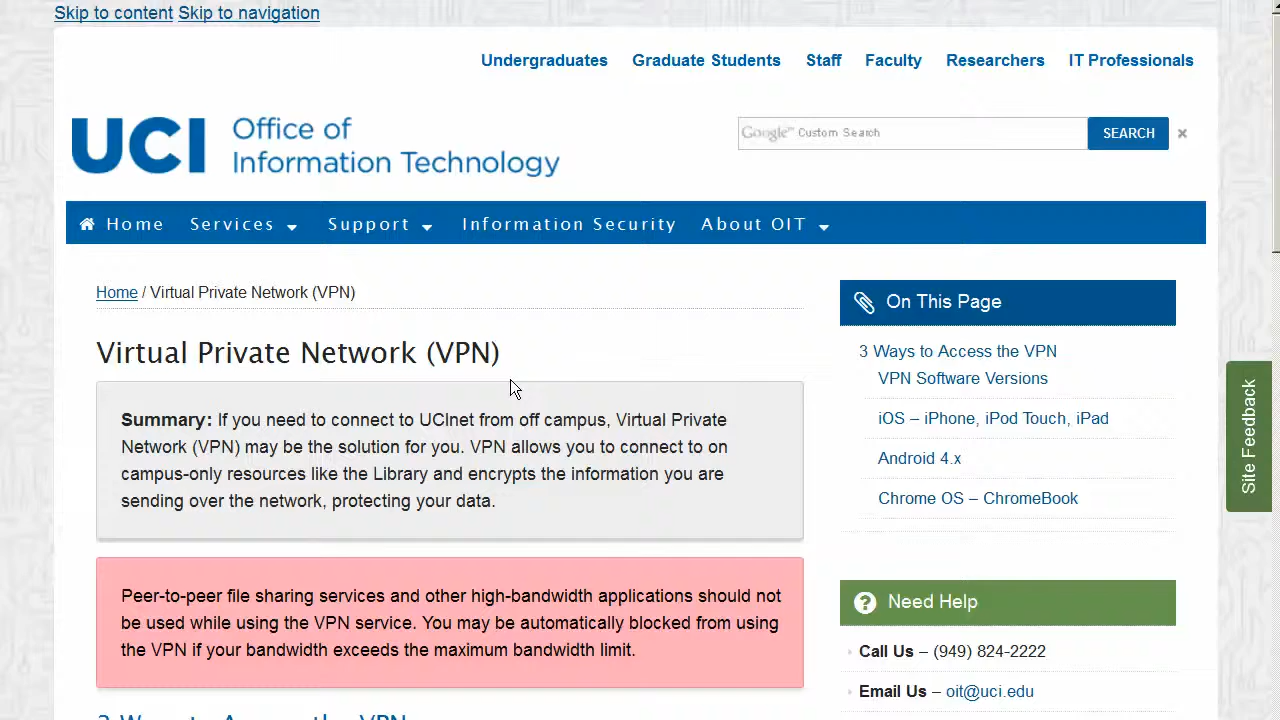 Skip to content Skip to navigation
Undergraduates Graduate Students Staff Faculty Researchers IT Professionals
UCI Office of
Information Technology
Google™ Custom Search
SEARCH
Home Services Support Information Security About OIT
Home / Virtual Private Network (VPN)
Virtual Private Network (VPN)
Summary: If you need to connect to UCInet from off campus, Virtual Private
Network (VPN) may be the solution for you. VPN allows you to connect to on
campus-only resources like the Library and encrypts the information you are
sending over the network, protecting your data.
Peer-to-peer file sharing services and other high-bandwidth applications should not
be used while using the VPN service. You may be automatically blocked from using
the VPN if your bandwidth exceeds the maximum bandwidth limit.
3 Ways to Access the VPN
On This Page
3 Ways to Access the VPN
VPN Software Versions
iOS – iPhone, iPod Touch, iPad
Android 4.x
Chrome OS – ChromeBook
Need Help
Call Us – (949) 824-2222
Email Us – oit@uci.edu
Site Feedback